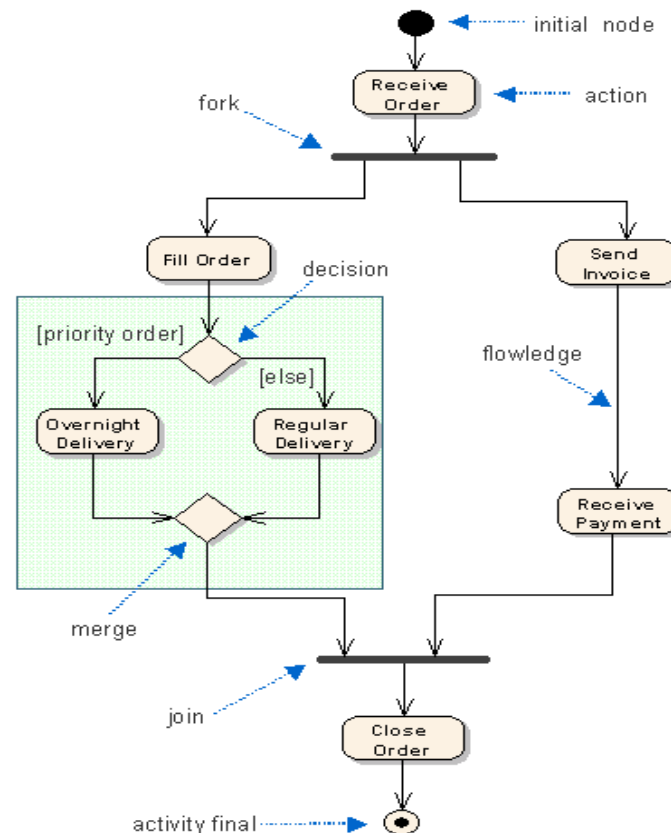 initial node
Receive
Order
action
fork
Fill Order
Send
Invoice
decision
[priority order]
[else]
flowledge
Overnight
Delivery
Regular
Delivery
Receive
Payment
merge
join
Close
Order
activity final